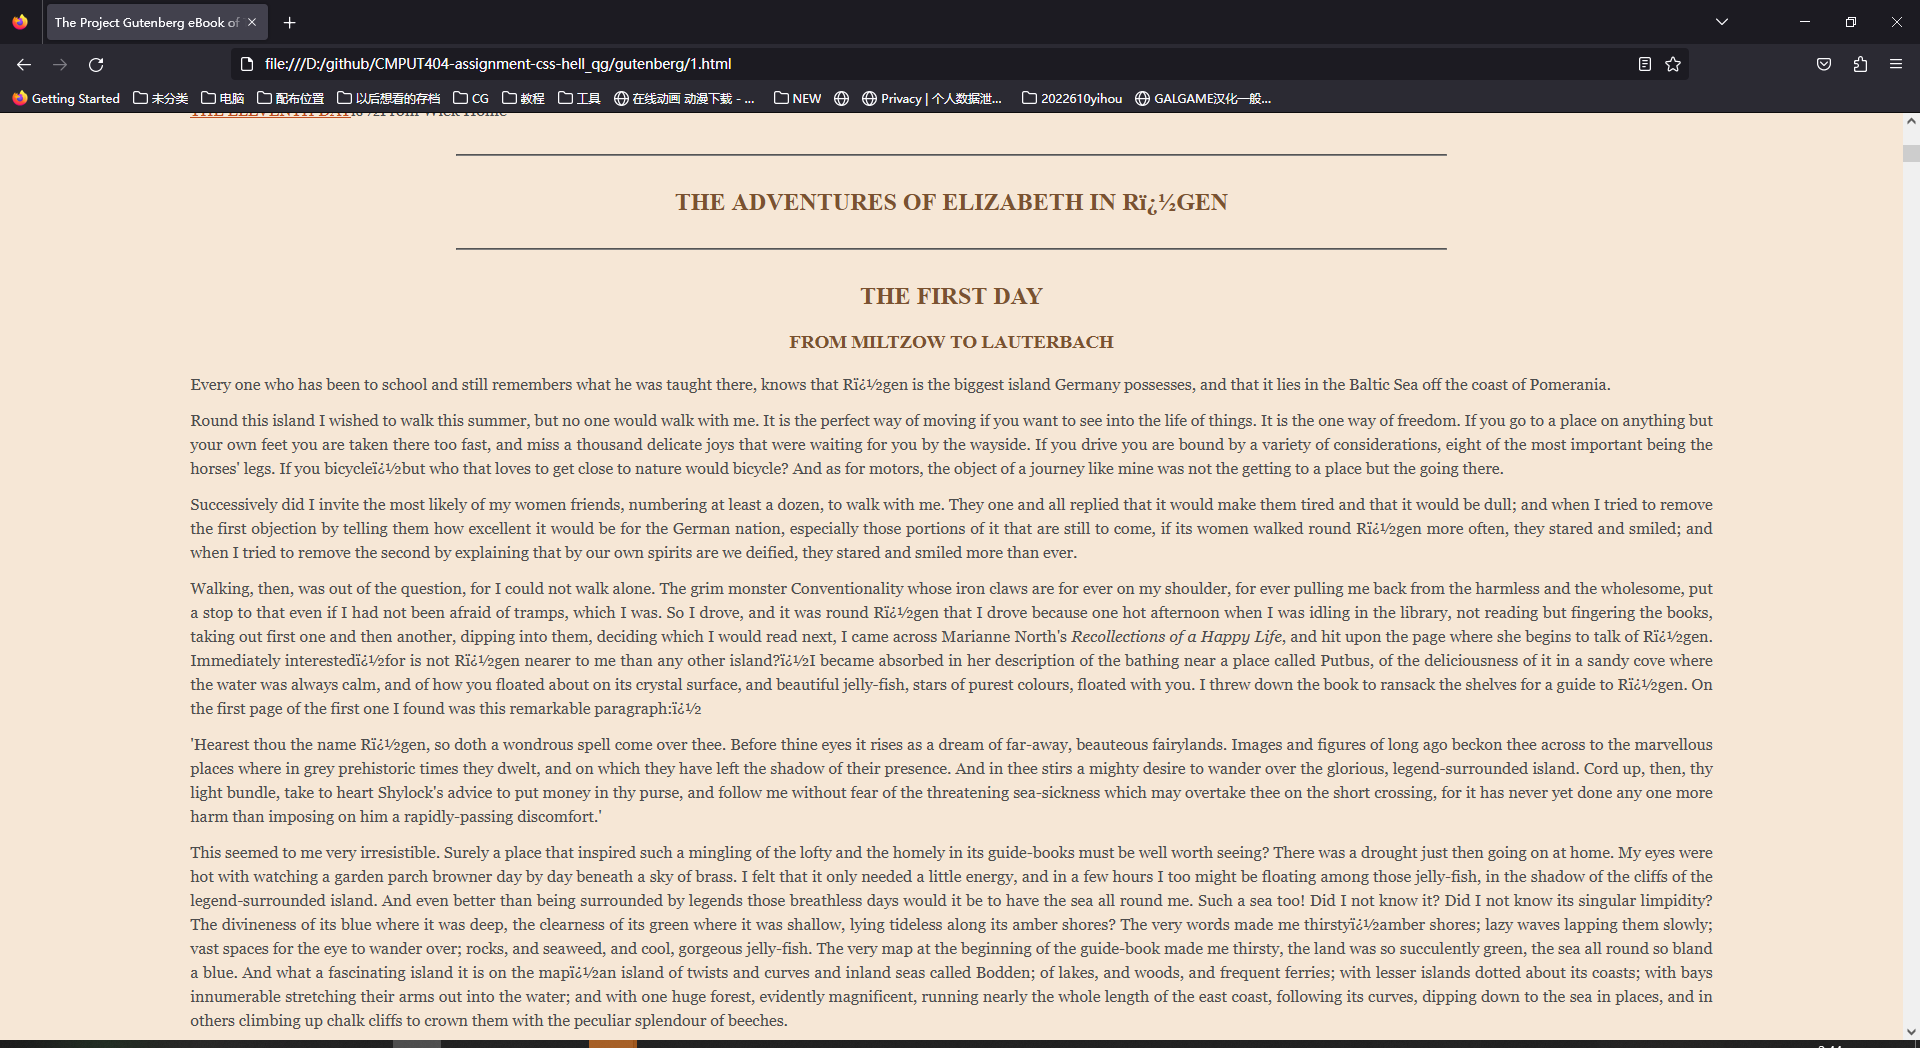 The Project Gutenberg eBook of
file:///D:/github/CMPUT404-assignment-css-hell_qg/gutenberg/1.html
Getting Started 未分类 电脑 配布位置 以后想看的存档 CG 教程 工具 在线动画 动漫下载 - ... NEW Privacy | 个人数据泄... 2022610yihou GALGAME汉化一般...
THE ADVENTURES OF ELIZABETH IN Rï¿½GEN
THE FIRST DAY
FROM MILTZOW TO LAUTERBACH
Every one who has been to school and still remembers what he was taught there, knows that Rï¿½gen is the biggest island Germany possesses, and that it lies in the Baltic Sea off the coast of Pomerania.
Round this island I wished to walk this summer, but no one would walk with me. It is the perfect way of moving if you want to see into the life of things. It is the one way of freedom. If you go to a place on anything but
your own feet you are taken there too fast, and miss a thousand delicate joys that were waiting for you by the wayside. If you drive you are bound by a variety of considerations, eight of the most important being the
horses' legs. If you bicycleï¿½but who that loves to get close to nature would bicycle? And as for motors, the object of a journey like mine was not the getting to a place but the going there.
Successively did I invite the most likely of my women friends, numbering at least a dozen, to walk with me. They one and all replied that it would make them tired and that it would be dull; and when I tried to remove
the first objection by telling them how excellent it would be for the German nation, especially those portions of it that are still to come, if its women walked round Rï¿½gen more often, they stared and smiled; and
when I tried to remove the second by explaining that by our own spirits are we deified, they stared and smiled more than ever.
Walking, then, was out of the question, for I could not walk alone. The grim monster Conventionality whose iron claws are for ever on my shoulder, for ever pulling me back from the harmless and the wholesome, put
a stop to that even if I had not been afraid of tramps, which I was. So I drove, and it was round Rï¿½gen that I drove because one hot afternoon when I was idling in the library, not reading but fingering the books,
taking out first one and then another, dipping into them, deciding which I would read next, I came across Marianne North's Recollections of a Happy Life, and hit upon the page where she begins to talk of Rï¿½gen.
Immediately interestedï¿½for is not Rï¿½gen nearer to me than any other island?ï¿½I became absorbed in her description of the bathing near a place called Putbus, of the deliciousness of it in a sandy cove where
the water was always calm, and of how you floated about on its crystal surface, and beautiful jelly-fish, stars of purest colours, floated with you. I threw down the book to ransack the shelves for a guide to Rï¿½gen. On
the first page of the first one I found was this remarkable paragraph:ï¿½
'Hearest thou the name Rï¿½gen, so doth a wondrous spell come over thee. Before thine eyes it rises as a dream of far-away, beauteous fairylands. Images and figures of long ago beckon thee across to the marvellous
places where in grey prehistoric times they dwelt, and on which they have left the shadow of their presence. And in thee stirs a mighty desire to wander over the glorious, legend-surrounded island. Cord up, then, thy
light bundle, take to heart Shylock's advice to put money in thy purse, and follow me without fear of the threatening sea-sickness which may overtake thee on the short crossing, for it has never yet done any one more
harm than imposing on him a rapidly-passing discomfort.'
This seemed to me very irresistible. Surely a place that inspired such a mingling of the lofty and the homely in its guide-books must be well worth seeing? There was a drought just then going on at home. My eyes were
hot with watching a garden parch browner day by day beneath a sky of brass. I felt that it only needed a little energy, and in a few hours I too might be floating among those jelly-fish, in the shadow of the cliffs of the
legend-surrounded island. And even better than being surrounded by legends those breathless days would it be to have the sea all round me. Such a sea too! Did I not know it? Did I not know its singular limpidity?
The divineness of its blue where it was deep, the clearness of its green where it was shallow, lying tideless along its amber shores? The very words made me thirstyï¿½amber shores; lazy waves lapping them slowly;
vast spaces for the eye to wander over; rocks, and seaweed, and cool, gorgeous jelly-fish. The very map at the beginning of the guide-book made me thirsty, the land was so succulently green, the sea all round so bland
a blue. And what a fascinating island it is on the mapï¿½an island of twists and curves and inland seas called Bodden; of lakes, and woods, and frequent ferries; with lesser islands dotted about its coasts; with bays
innumerable stretching their arms out into the water; and with one huge forest, evidently magnificent, running nearly the whole length of the east coast, following its curves, dipping down to the sea in places, and in
others climbing up chalk cliffs to crown them with the peculiar splendour of beeches.